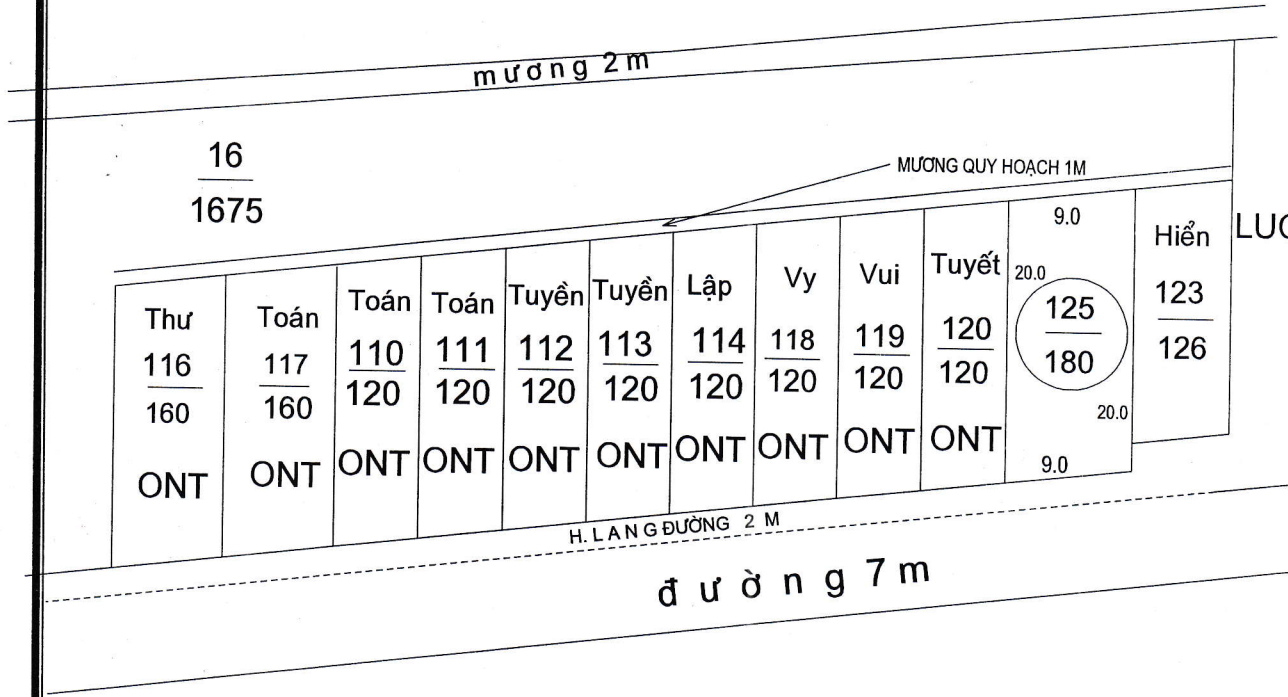 mương 2m
16
1675
MƯƠNG QUY HOẠCH 1M
Thư
116
160
ONT
Toán
117
160
ONT
Toán
110
120
ONT
Toán
111
120
ONT
Tuyền
112
120
ONT
Tuyền
113
120
ONT
Lập
114
120
ONT
Vy
118
120
ONT
Vui
119
120
ONT
Tuyết
120
120
ONT
9.0
20.0
125
180
20.0
9.0
Hiển
123
126
LUC
H. LANG ĐƯỜNG 2 M
đường 7m